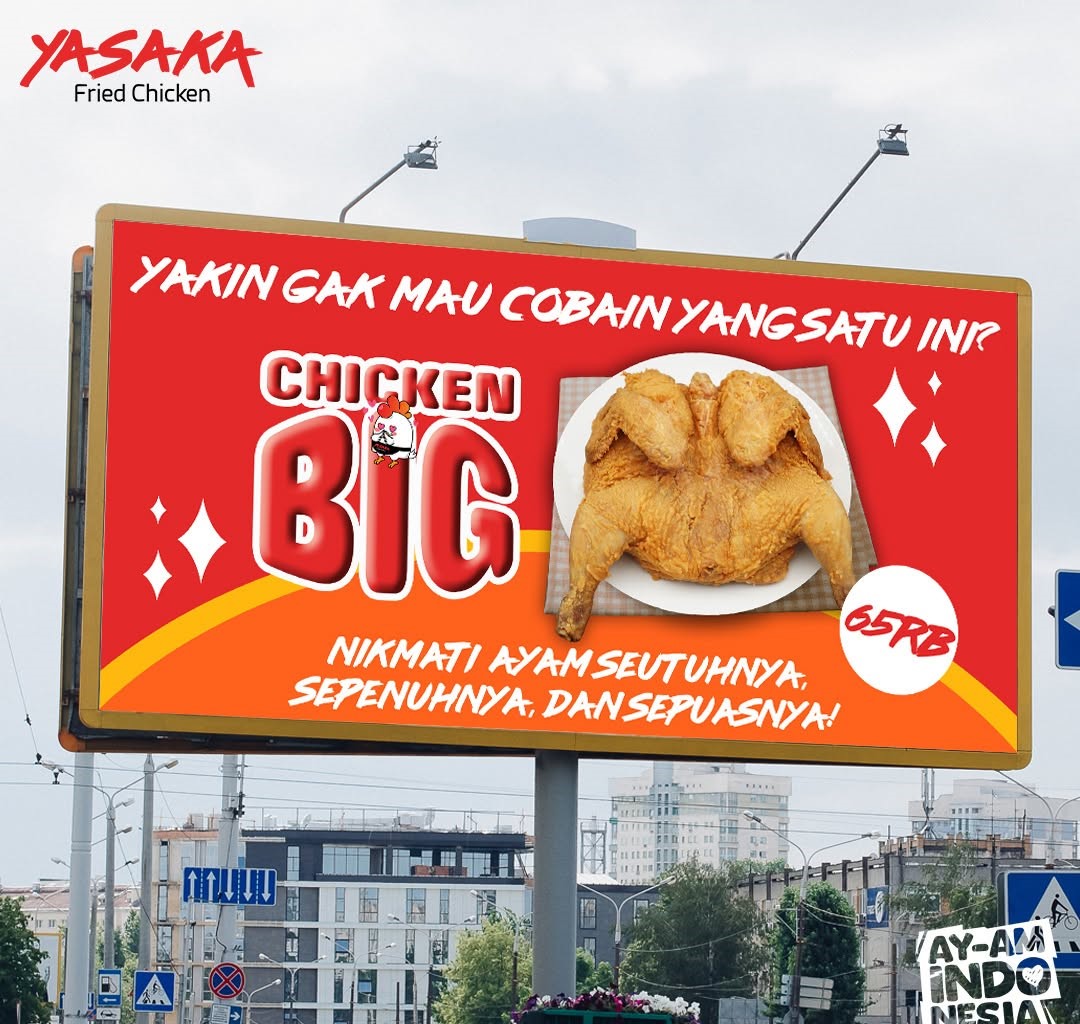 YASAKA
Fried Chicken
YAKIN GAK MAU COBAIN YANG SATU INI?
CHICKEN
BIG
65RB
NIKMATI AYAM SEUTUHNYA,
SEPENUHNYA, DAN SEPUASNYA!
AY-AM
INDO
NESIA